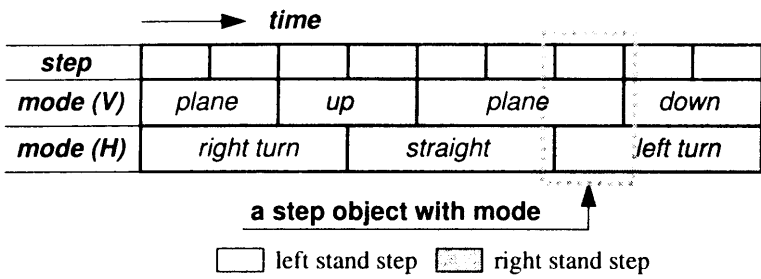 time
step
mode (V) plane up plane down
mode (H) right turn straight left turn
a step object with mode
left stand step right stand step